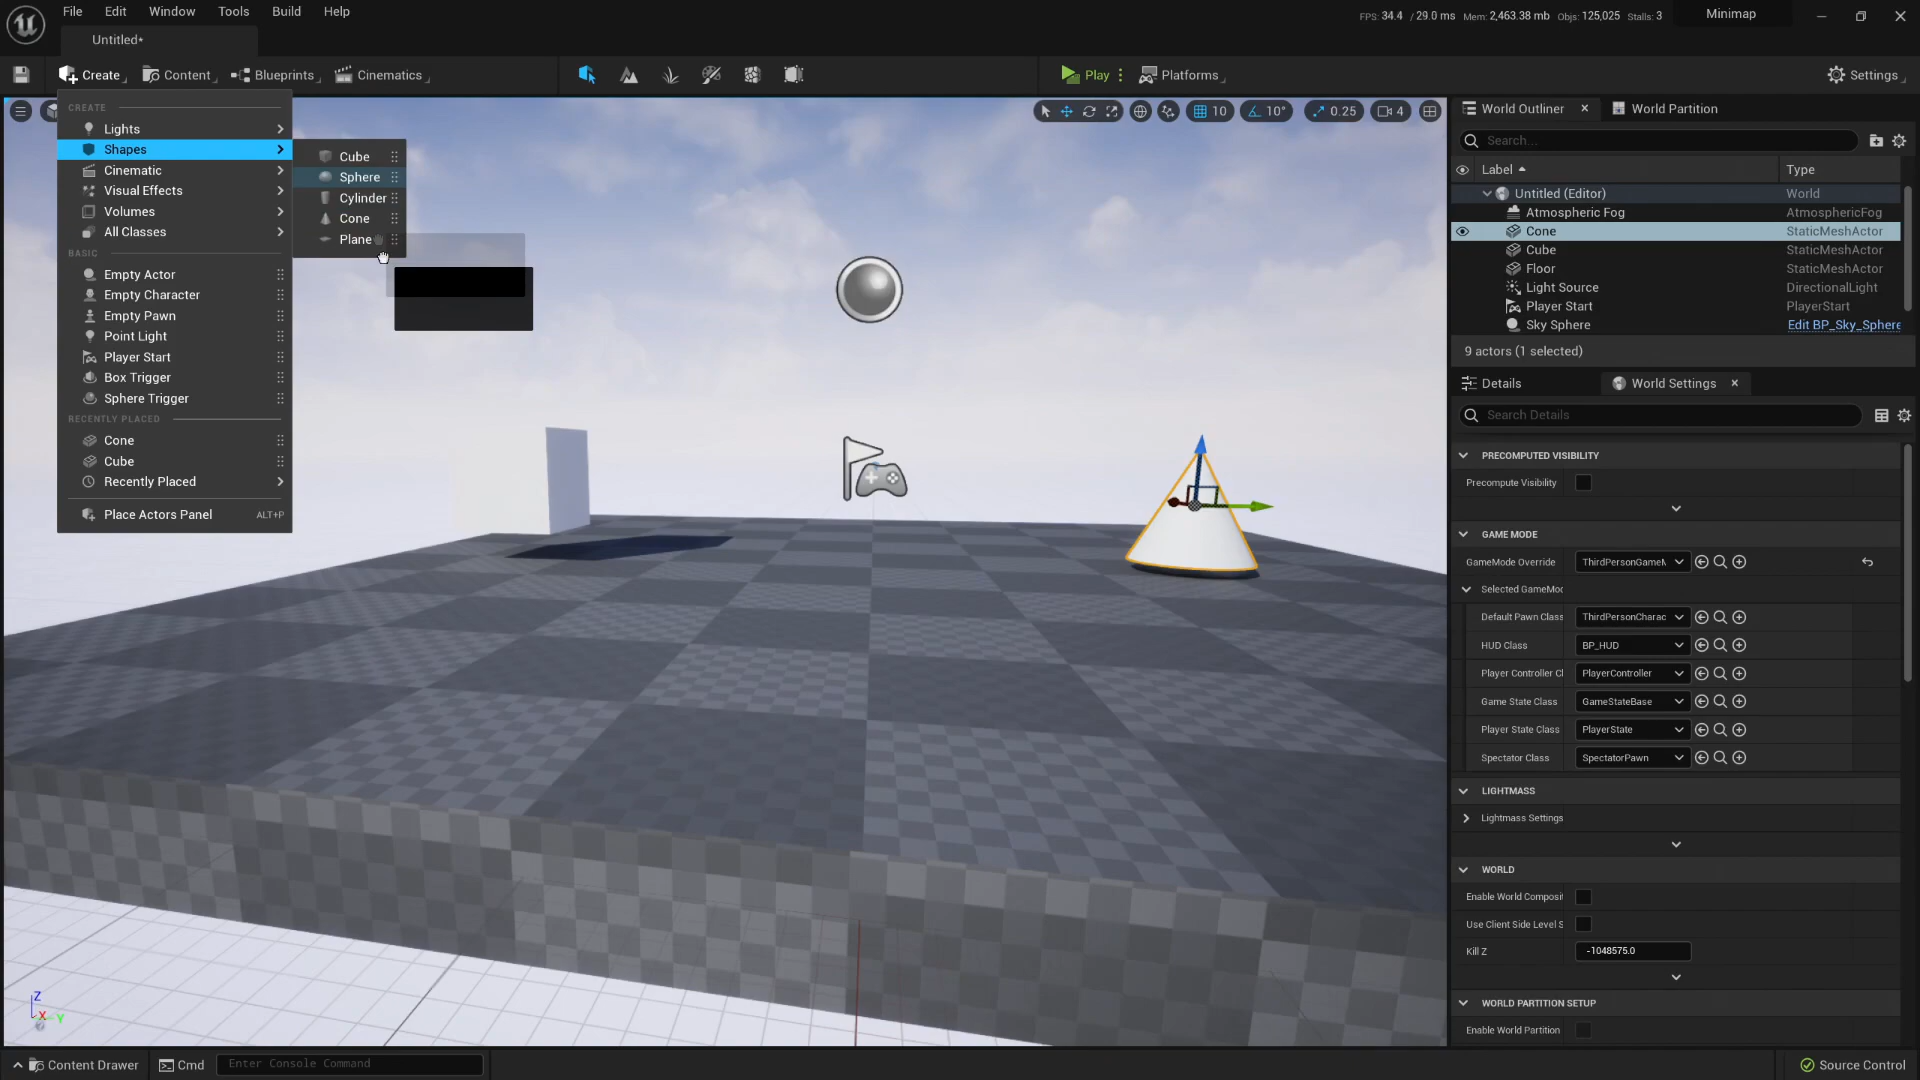 File Edit Window Tools Build Help
FPS: 34.4 / 29.0 ms Mem: 2,463.38 mb Objs: 125,025 Stalls: 3
Minimap
Untitled*
Create
Content
Blueprints
Cinematics
Play
Platforms
Settings
10
10°
0.25
4
CREATE
Lights
Shapes
Cinematic
Visual Effects
Volumes
All Classes
BASIC
Empty Actor
Empty Character
Empty Pawn
Point Light
Player Start
Box Trigger
Sphere Trigger
RECENTLY PLACED
Cone
Cube
Recently Placed
Place Actors Panel ALT+P
Cube
Sphere
Cylinder
Cone
Plane
Z
X
Y
World Outliner
World Partition
Search...
Label Type
Untitled (Editor) World
Atmospheric Fog AtmosphericFog
Cone StaticMeshActor
Cube StaticMeshActor
Floor StaticMeshActor
Light Source DirectionalLight
Player Start PlayerStart
Sky Sphere Edit BP_Sky_Sphere
9 actors (1 selected)
Details
World Settings
Search Details
PRECOMPUTED VISIBILITY
Precompute Visibility
GAME MODE
GameMode Override ThirdPersonGameM
Selected GameMod
Default Pawn Class ThirdPersonCharac
HUD Class BP_HUD
Player Controller Cl PlayerController
Game State Class GameStateBase
Player State Class PlayerState
Spectator Class SpectatorPawn
LIGHTMASS
Lightmass Settings
WORLD
Enable World Composit
Use Client Side Level S
Kill Z -1048575.0
WORLD PARTITION SETUP
Enable World Partition
Content Drawer
Cmd
Enter Console Command
Source Control